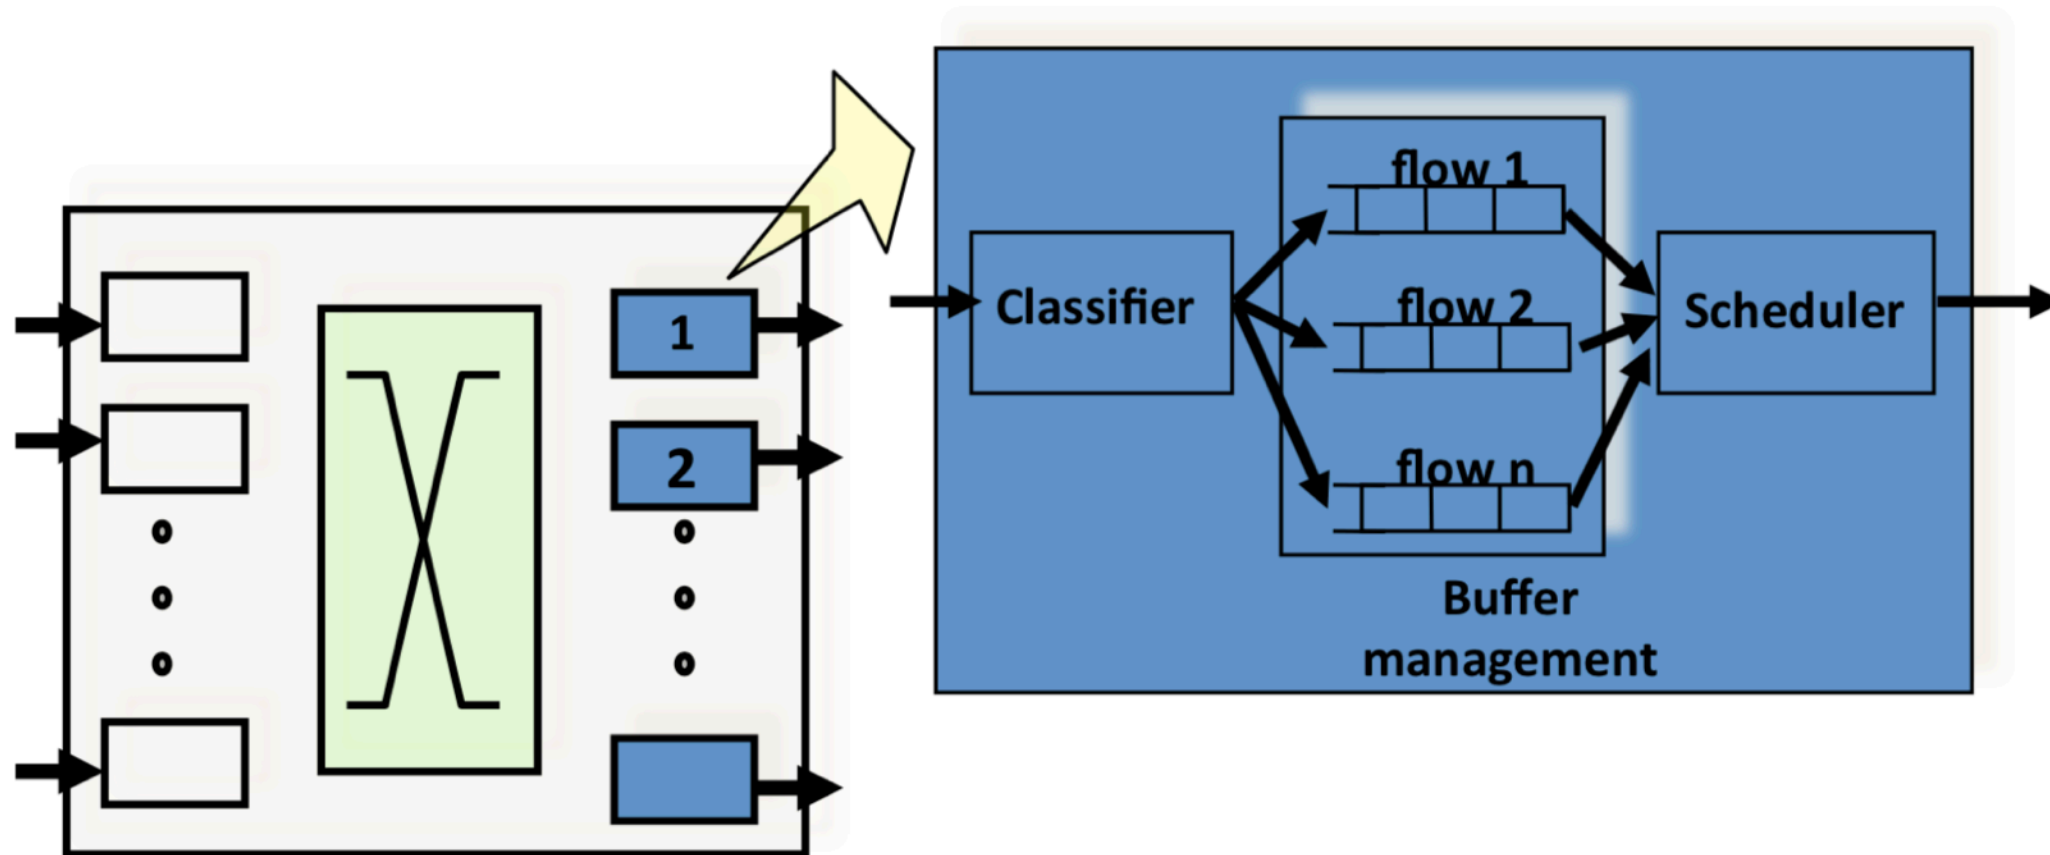 1
2
Classifier
flow 1
flow 2
flow n
Scheduler
Buffer
management